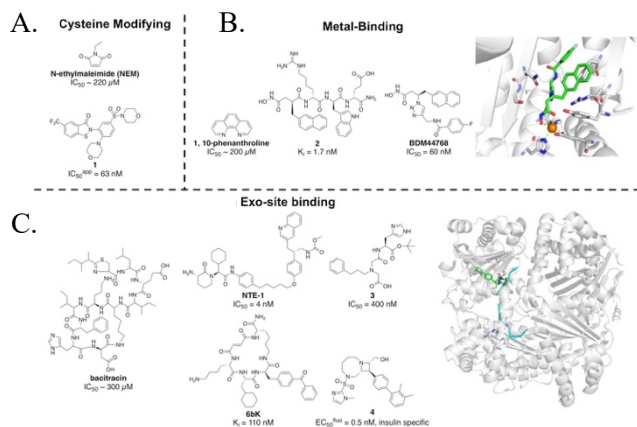 A.
Cysteine Modifying
N-ethylmaleimide (NEM)
IC50 ~ 220 µM
1
IC50app = 63 nM
B.
Metal-Binding
1, 10-phenanthroline
IC50 ~ 200 µM
2
Ki = 1.7 nM
BDM44768
IC50 = 60 nM
C.
Exo-site binding
bacitracin
IC50 ~ 300 µM
NTE-1
IC50 = 4 nM
3
IC50 = 400 nM
6bK
Ki = 110 nM
4
EC50fluo = 0.5 nM, insulin specific